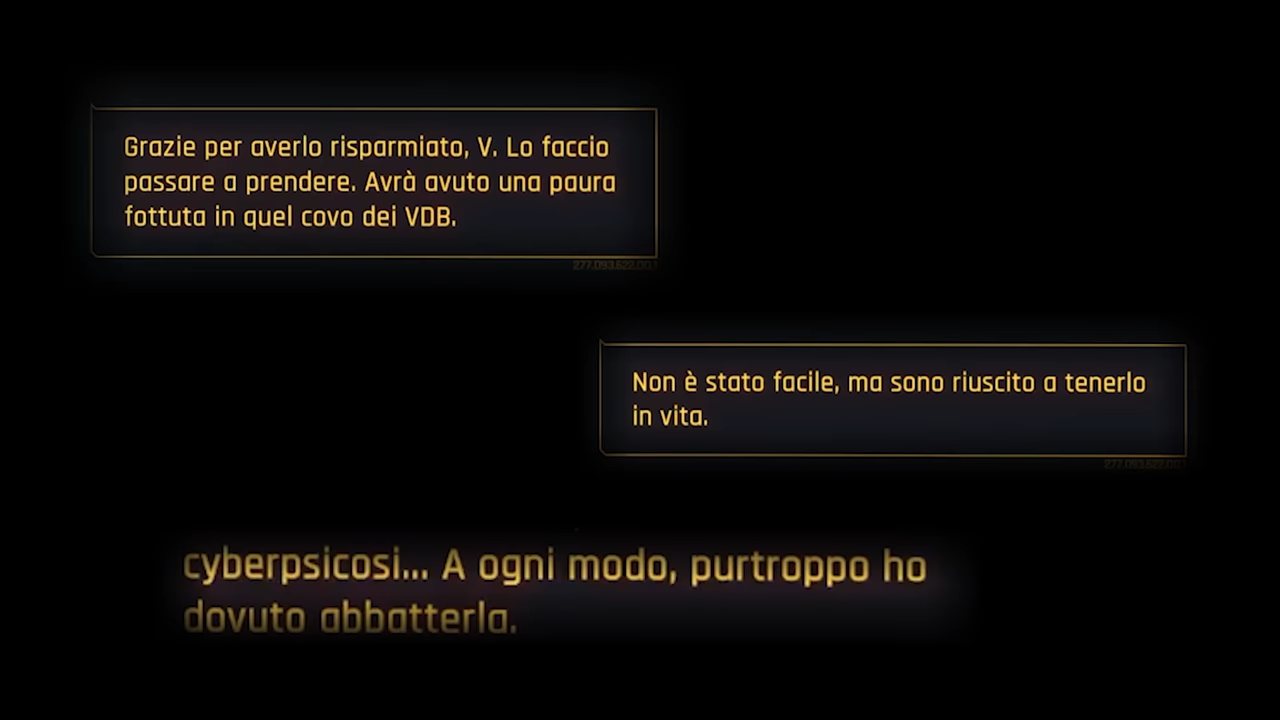 Grazie per averlo risparmiato, V. Lo faccio
passare a prendere. Avrà avuto una paura
fottuta in quel covo dei VDB.
Non è stato facile, ma sono riuscito a tenerlo
in vita.
cyberpsicosi... A ogni modo, purtroppo ho
dovuto abbatterla.